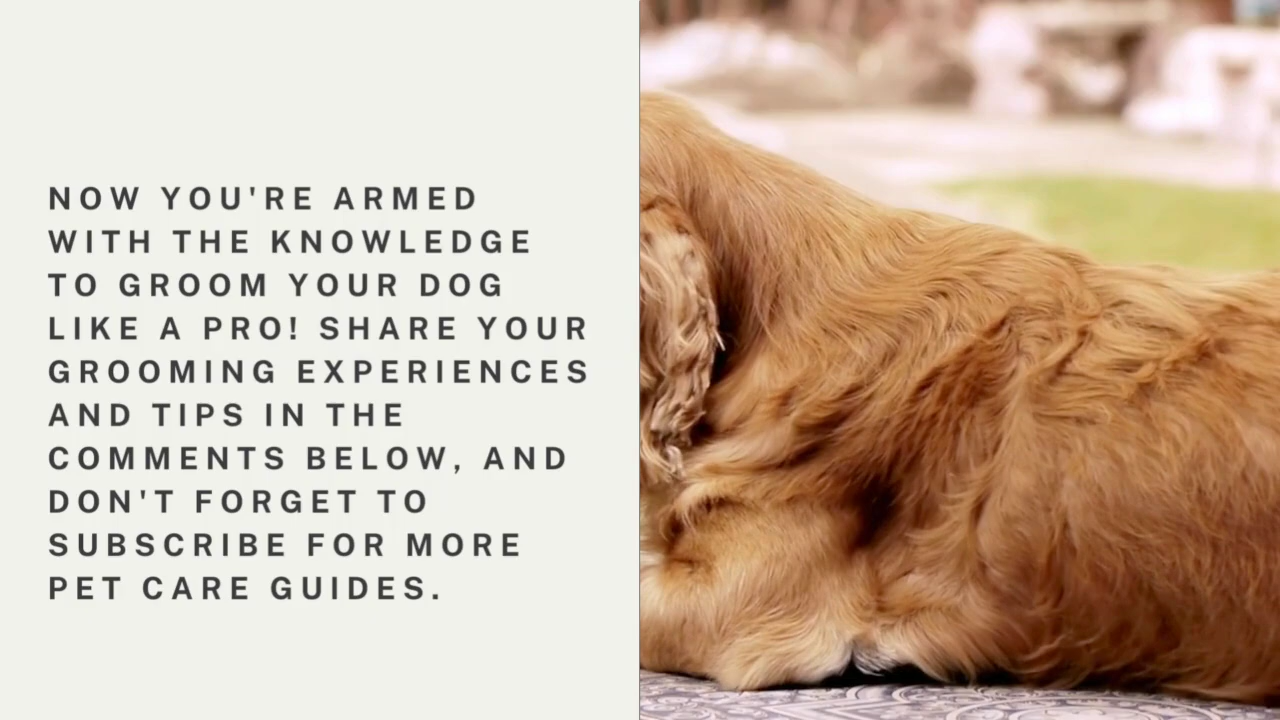 NOW YOU'RE ARMED
WITH THE KNOWLEDGE
TO GROOM YOUR DOG
LIKE A PRO! SHARE YOUR
GROOMING EXPERIENCES
AND TIPS IN THE
COMMENTS BELOW, AND
DON'T FORGET TO
SUBSCRIBE FOR MORE
PET CARE GUIDES.